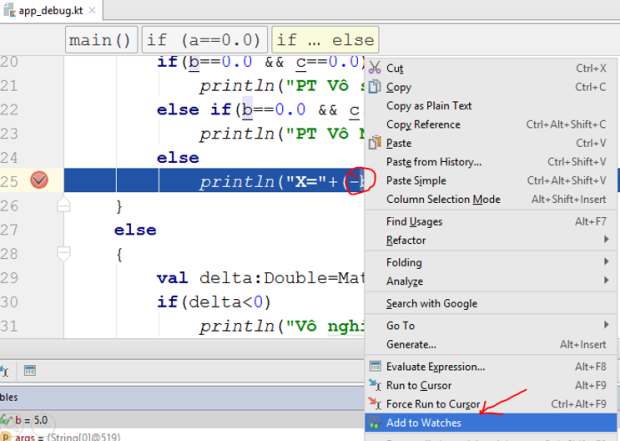 app_debug.kt
main()
if (a==0.0)
if ... else
20 if(b==0.0 && c==0.0)
21 println("PT Vô
22 else if(b==0.0 && c
23 println("PT Vô
24 else
25 println("X="+(-
26 }
27 else
28 {
29 val delta:Double=Mat
30 if(delta<0)
31 println("Vô nghi
Cut Ctrl+X
Copy Ctrl+C
Copy as Plain Text
Copy Reference Ctrl+Alt+Shift+C
Paste Ctrl+V
Paste from History... Ctrl+Shift+V
Paste Simple Ctrl+Alt+Shift+V
Column Selection Mode Alt+Shift+Insert
Find Usages Alt+F7
Refactor
Folding
Analyze
Search with Google
Go To
Generate... Alt+Insert
Evaluate Expression... Alt+F8
Run to Cursor Alt+F9
Force Run to Cursor Ctrl+Alt+F9
Add to Watches
bles
b = 5.0
args = {String[0]@519}